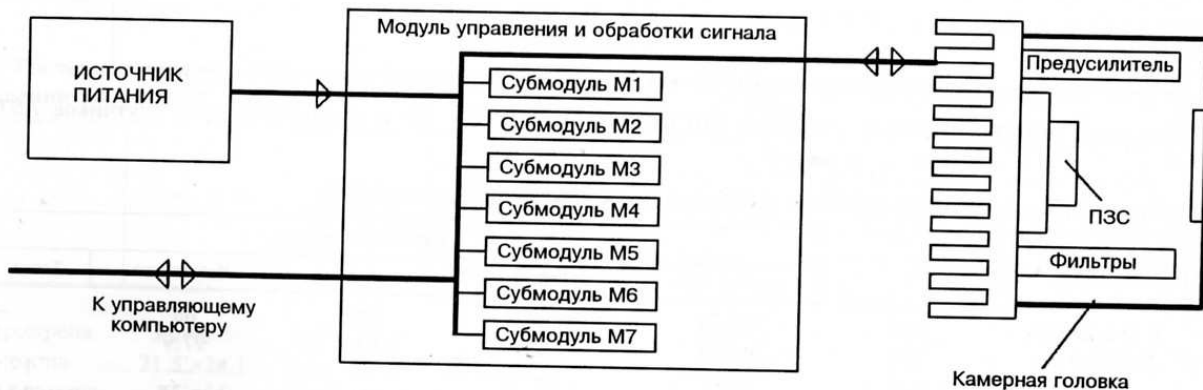 Модуль управления и обработки сигнала
ИСТОЧНИК
ПИТАНИЯ
Субмодуль М1
Субмодуль М2
Субмодуль М3
Субмодуль М4
Субмодуль М5
Субмодуль М6
Субмодуль М7
К управляющему
компьютеру
Предусилитель
ПЗС
Фильтры
Камерная головка